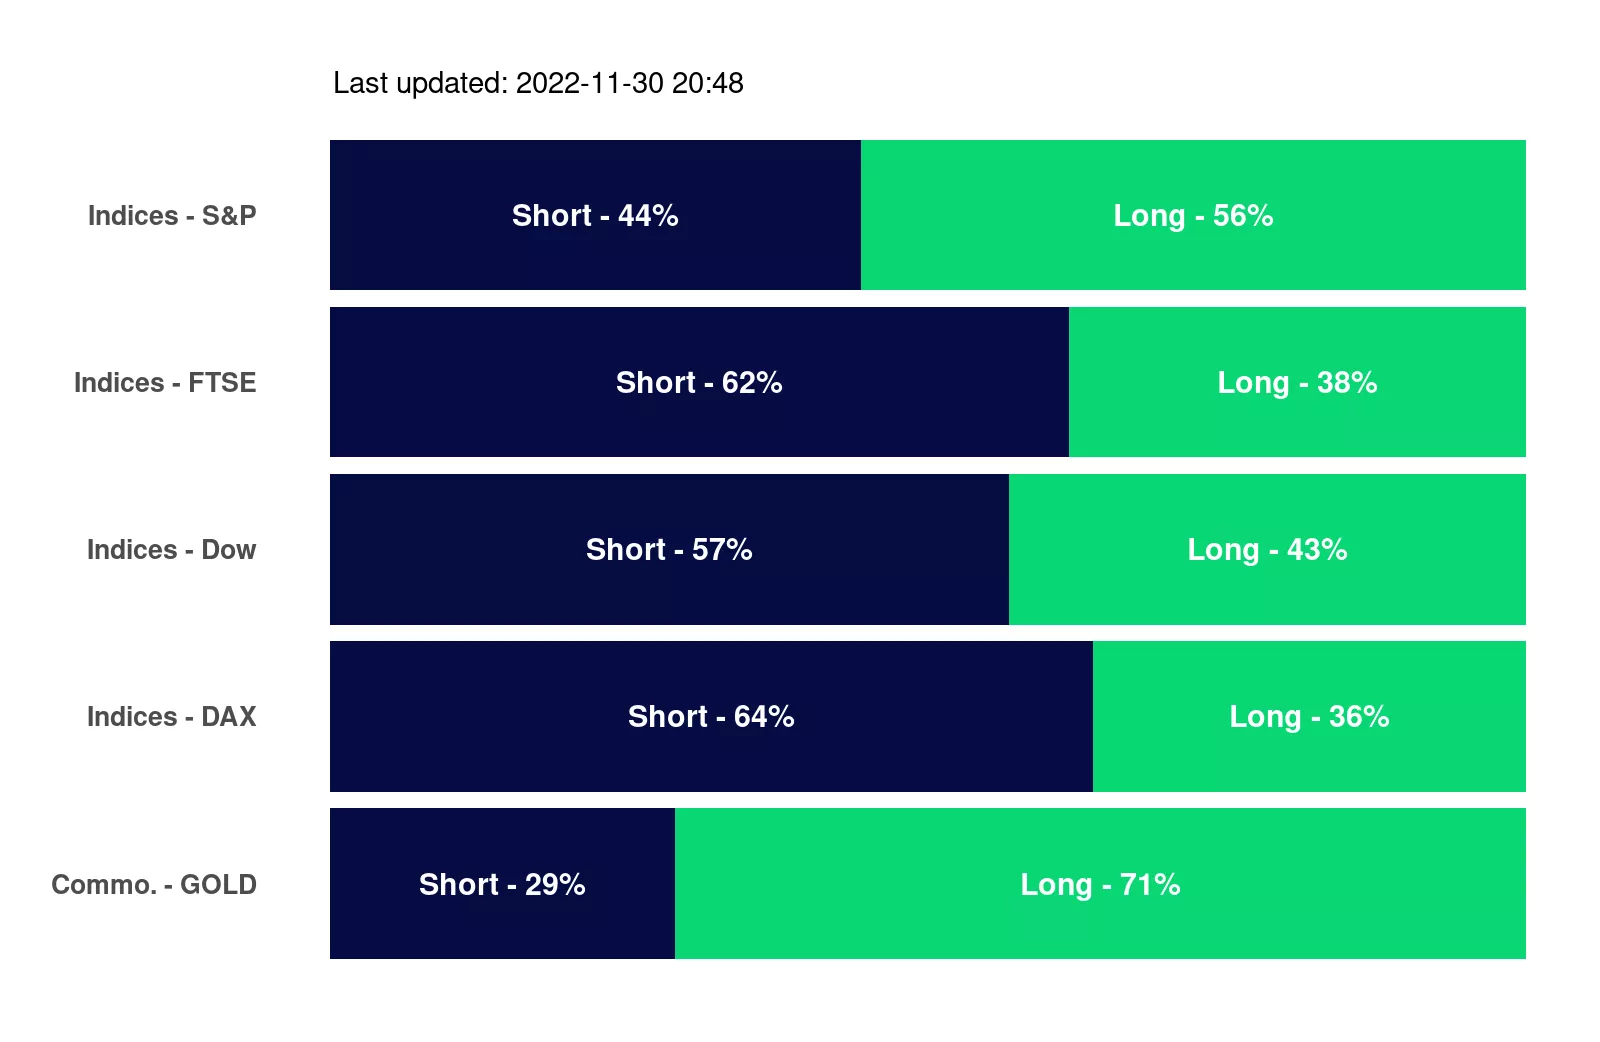 Last updated: 2022-11-30 20:48
Indices - S&P Short - 44% Long - 56%
Indices - FTSE Short - 62% Long - 38%
Indices - Dow Short - 57% Long - 43%
Indices - DAX Short - 64% Long - 36%
Commo. - GOLD Short - 29% Long - 71%